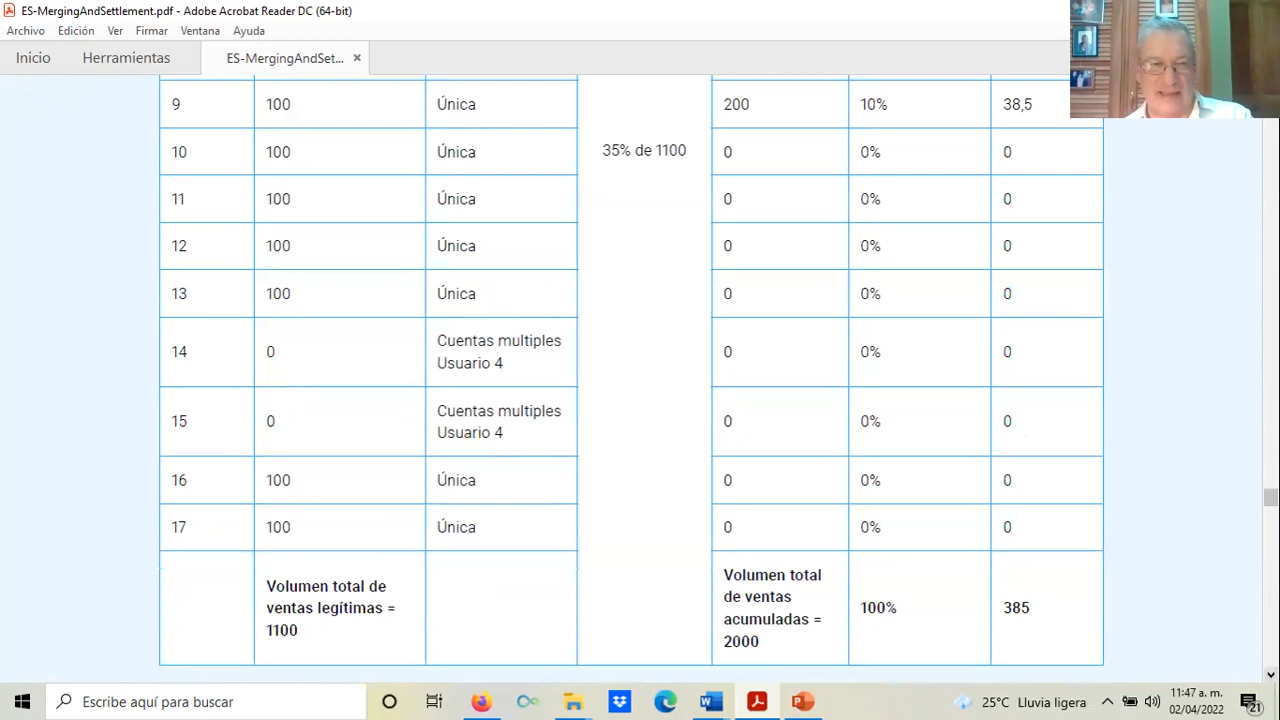 ES-MergingAndSettlement.pdf - Adobe Acrobat Reader DC (64-bit)
Archivo Edición Ver Firmar Ventana Ayuda
Inicio Herramientas ES-MergingAndSet... ×
9 100 Única 200 10% 38,5
10 100 Única 35% de 1100 0 0% 0
11 100 Única 0 0% 0
12 100 Única 0 0% 0
13 100 Única 0 0% 0
14 0 Cuentas multiples Usuario 4 0 0% 0
15 0 Cuentas multiples Usuario 4 0 0% 0
16 100 Única 0 0% 0
17 100 Única 0 0% 0
Volumen total de
ventas legítimas =
1100
Volumen total
de ventas
acumuladas =
2000
100% 385
Escribe aquí para buscar
25°C Lluvia ligera
11:47 a. m.
02/04/2022
21